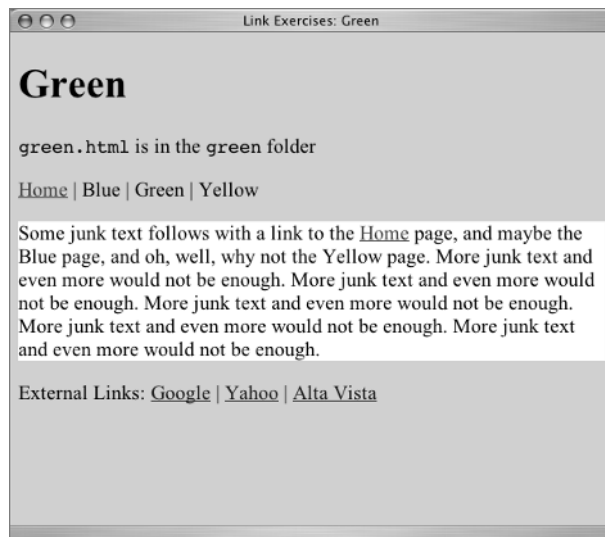 Link Exercises: Green
Green
green.html is in the green folder
Home | Blue | Green | Yellow
Some junk text follows with a link to the Home page, and maybe the
Blue page, and oh, well, why not the Yellow page. More junk text and
even more would not be enough. More junk text and even more would
not be enough. More junk text and even more would not be enough.
More junk text and even more would not be enough. More junk text
and even more would not be enough.
External Links: Google | Yahoo | Alta Vista